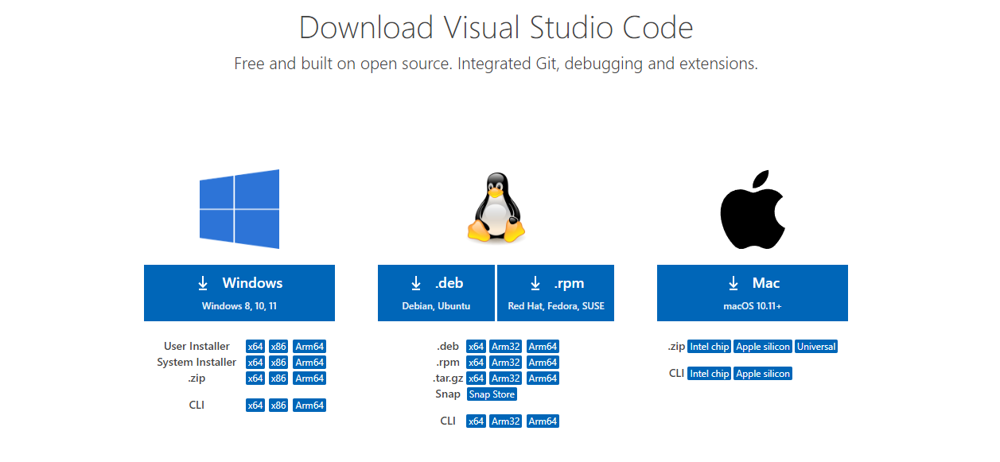 Download Visual Studio Code
Free and built on open source. Integrated Git, debugging and extensions.
Windows
Windows 8, 10, 11
User Installer x64 x86 Arm64
System Installer x64 x86 Arm64
.zip x64 x86 Arm64
CLI x64 x86 Arm64
.deb
Debian, Ubuntu
.rpm
Red Hat, Fedora, SUSE
.deb x64 Arm32 Arm64
.rpm x64 Arm32 Arm64
.tar.gz x64 Arm32 Arm64
Snap Snap Store
CLI x64 Arm32 Arm64
Mac
macOS 10.11+
.zip Intel chip Apple silicon Universal
CLI Intel chip Apple silicon